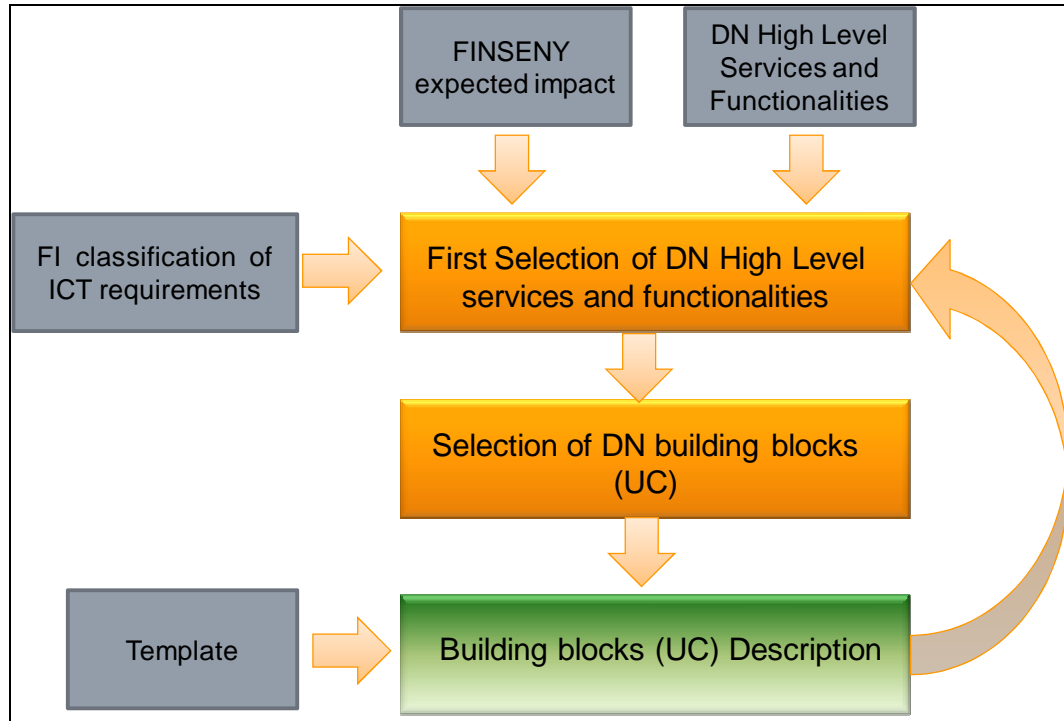 FINSENY
expected impact
DN High Level
Services and
Functionalities
FI classification of
ICT requirements
First Selection of DN High Level
services and functionalities
Selection of DN building blocks
(UC)
Template
Building blocks (UC) Description